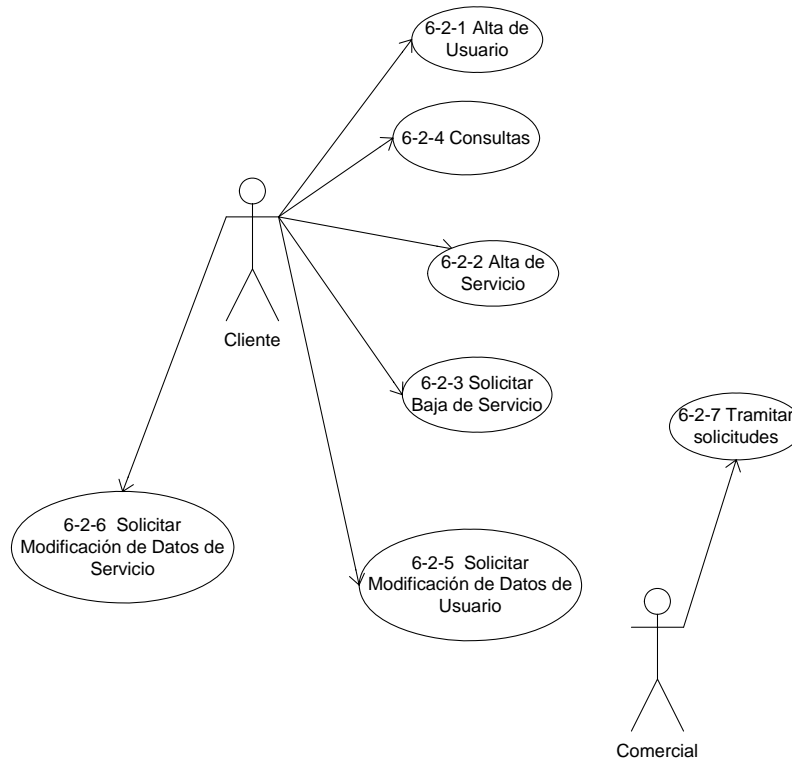 6-2-1 Alta de
Usuario
6-2-4 Consultas
6-2-2 Alta de
Servicio
Cliente
6-2-3 Solicitar
Baja de Servicio
6-2-7 Tramitar
solicitudes
6-2-6 Solicitar
Modificación de Datos de
Servicio
6-2-5 Solicitar
Modificación de Datos de
Usuario
Comercial